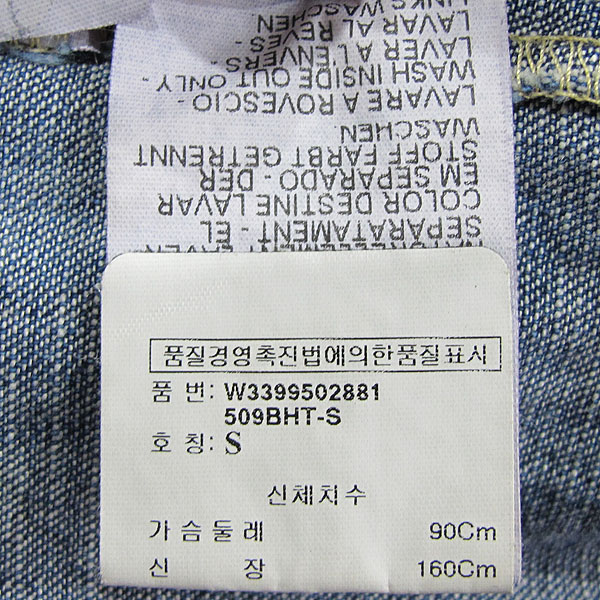 품질경영촉진법에의한품질표시
품 번: W3399502881
509BHT-S
호 칭: S
신체치수
가슴둘레 90Cm
신 장 160Cm
SEPARATAMENT - EL
COLOR DESTINE LAVAR
EM SEPARADO - DER
STOFF FARBT GETRENNT
WASCHEN
LAVARE A ROVESCIO -
WASH INSIDE OUT ONLY -
LAVER A L'ENVERS -
LAVAR AL REVES -
LINKS WASCHEN